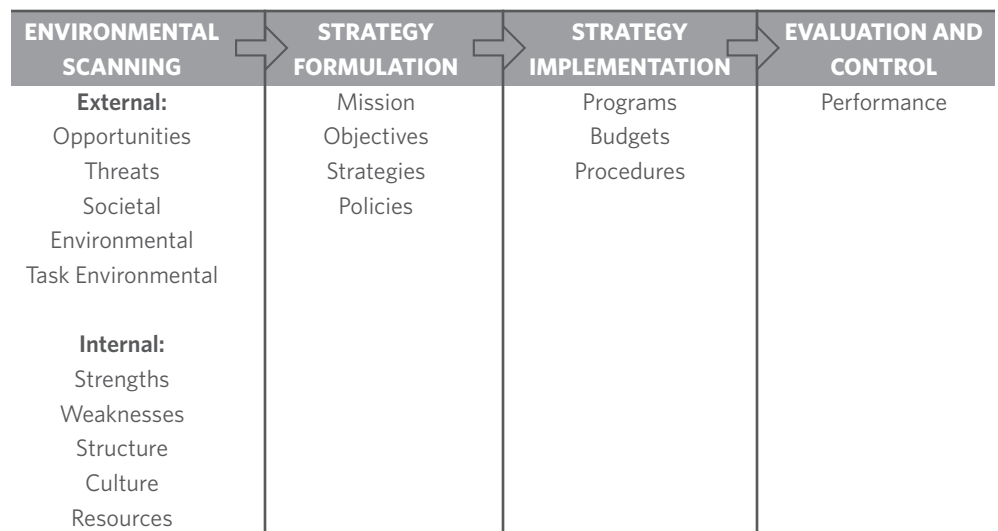 ENVIRONMENTAL
SCANNING
External:
Opportunities
Threats
Societal
Environmental
Task Environmental
Internal:
Strengths
Weaknesses
Structure
Culture
Resources
STRATEGY
FORMULATION
Mission
Objectives
Strategies
Policies
STRATEGY
IMPLEMENTATION
Programs
Budgets
Procedures
EVALUATION AND
CONTROL
Performance